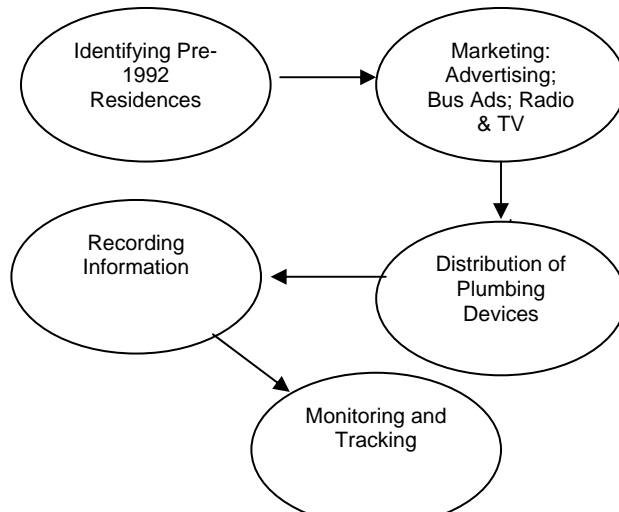 Identifying Pre-
1992
Residences
Marketing:
Advertising;
Bus Ads; Radio
& TV
Distribution of
Plumbing
Devices
Recording
Information
Monitoring and
Tracking